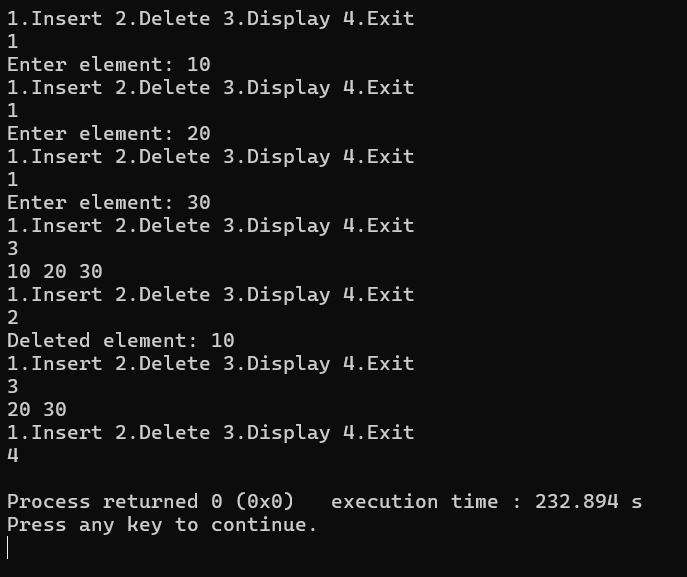 1.Insert 2.Delete 3.Display 4.Exit
1
Enter element: 10
1.Insert 2.Delete 3.Display 4.Exit
1
Enter element: 20
1.Insert 2.Delete 3.Display 4.Exit
1
Enter element: 30
1.Insert 2.Delete 3.Display 4.Exit
3
10 20 30
1.Insert 2.Delete 3.Display 4.Exit
2
Deleted element: 10
1.Insert 2.Delete 3.Display 4.Exit
3
20 30
1.Insert 2.Delete 3.Display 4.Exit
4

Process returned 0 (0x0)   execution time : 232.894 s
Press any key to continue.